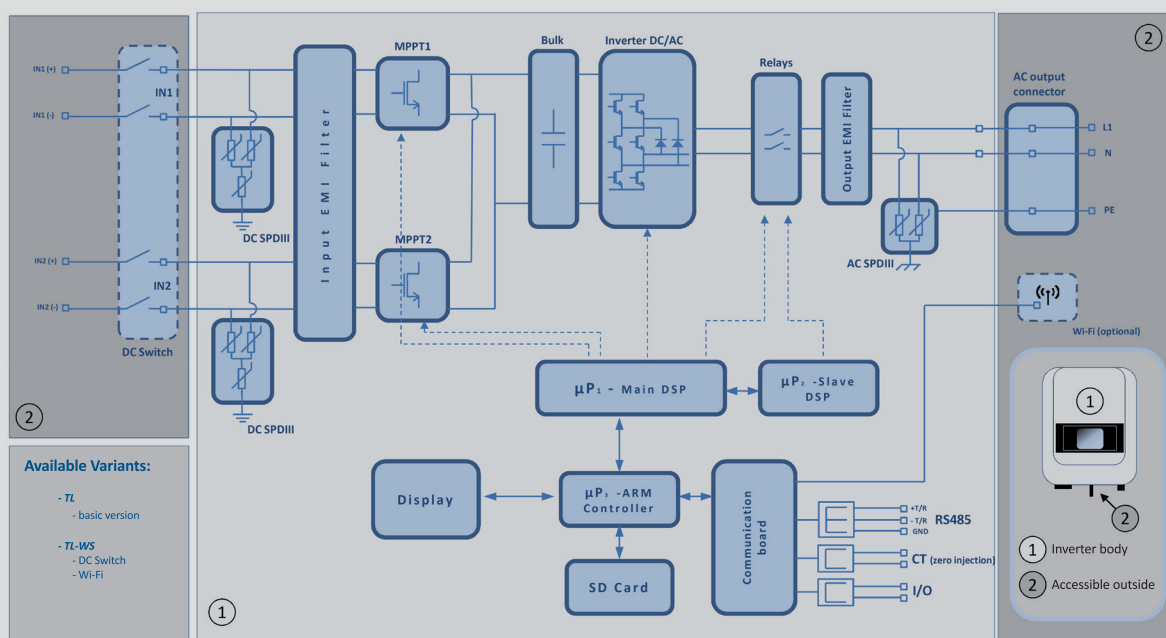 2
IN1 (+)
IN1 (-)
IN1
IN2 (+)
IN2 (-)
IN2
DC Switch
2
DC SPDIII
DC SPDIII
Input EMI Filter
MPPT1
MPPT2
Bulk
Inverter DC/AC
Relays
Output EMI Filter
AC SPDIII
AC output
connector
L1
N
PE
Wi-Fi (optional)
µP₁ - Main DSP
µP₂ -Slave
DSP
Display
µP₃ -ARM
Controller
SD Card
Communication
board
+T/R
- T/R
GND
RS485
CT (zero injection)
I/O
1
Available Variants:
- TL
- basic version
- TL-WS
- DC Switch
- Wi-Fi
1
2
1 Inverter body
2 Accessible outside